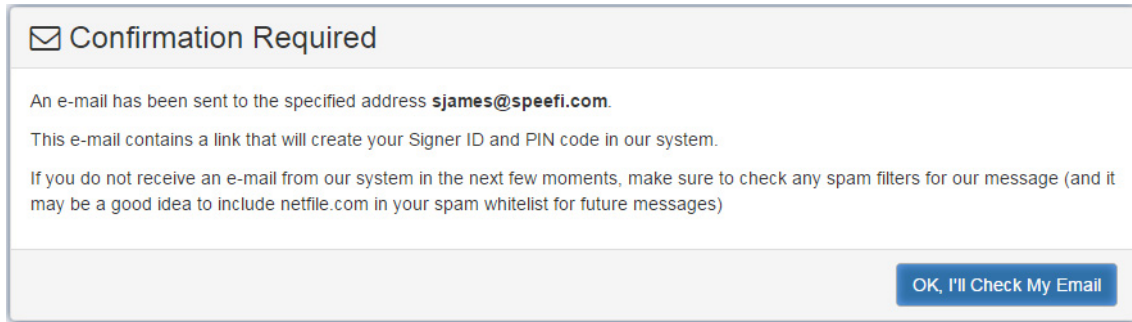 Confirmation Required
An e-mail has been sent to the specified address sjames@speefi.com.
This e-mail contains a link that will create your Signer ID and PIN code in our system.
If you do not receive an e-mail from our system in the next few moments, make sure to check any spam filters for our message (and it
may be a good idea to include netfile.com in your spam whitelist for future messages)
OK, I'll Check My Email